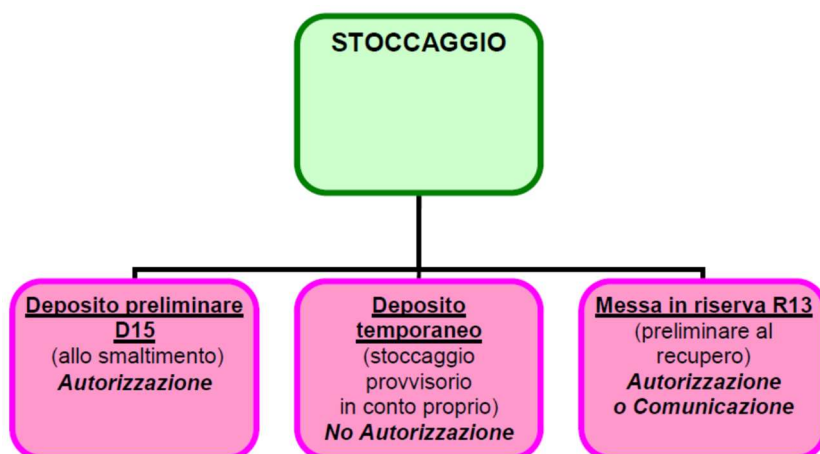 STOCCAGGIO
Deposito preliminare
D15
(allo smaltimento)
Autorizzazione
Deposito
temporaneo
(stoccaggio
provvisorio
in conto proprio)
No Autorizzazione
Messa in riserva R13
(preliminare al
recupero)
Autorizzazione
o Comunicazione